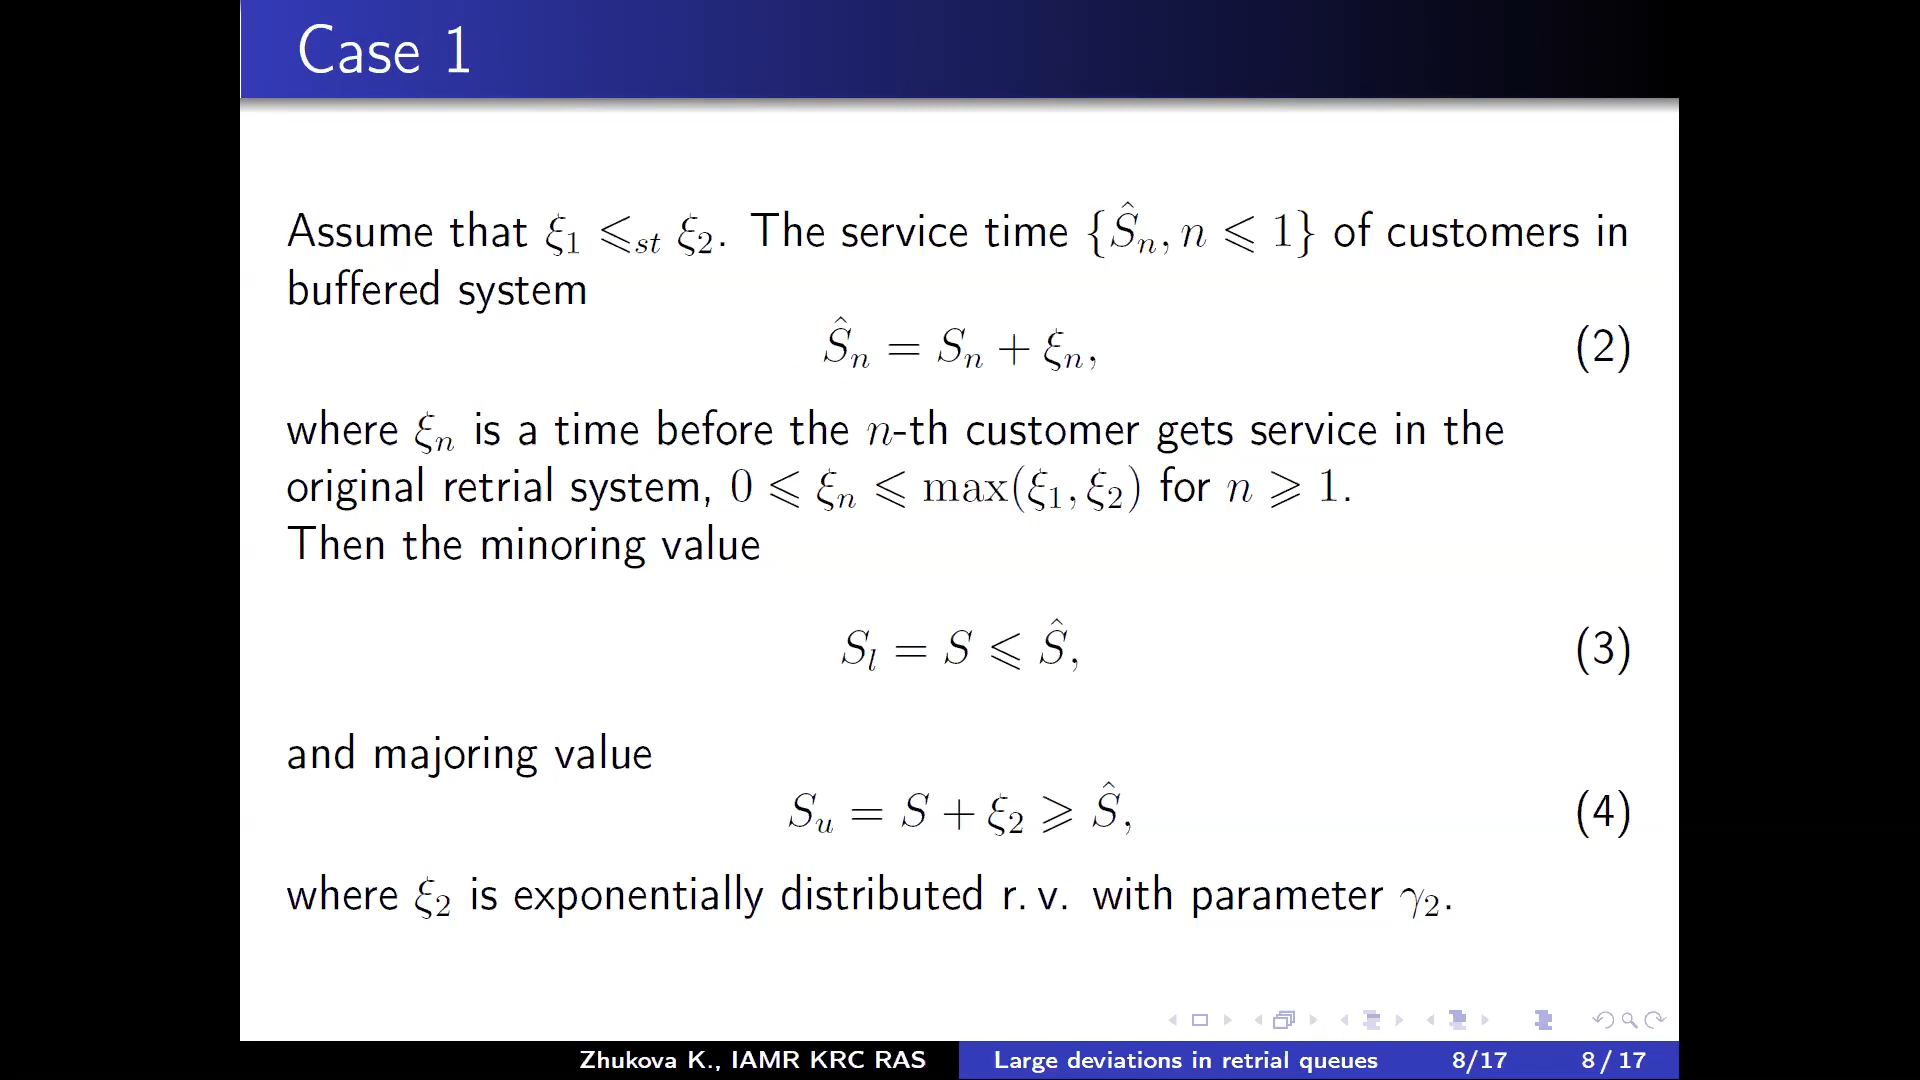 Case 1
Assume that ξ₁ ⩽ₛₜ ξ₂. The service time {Ŝₙ, n ⩽ 1} of customers in
buffered system
Ŝₙ = Sₙ + ξₙ, (2)
where ξₙ is a time before the n-th customer gets service in the
original retrial system, 0 ⩽ ξₙ ⩽ max(ξ₁, ξ₂) for n ⩾ 1.
Then the minoring value
Sₗ = S ⩽ Ŝ, (3)
and majoring value
Sᵤ = S + ξ₂ ⩾ Ŝ, (4)
where ξ₂ is exponentially distributed r. v. with parameter γ₂.
Zhukova K., IAMR KRC RAS Large deviations in retrial queues 8/17 8 / 17